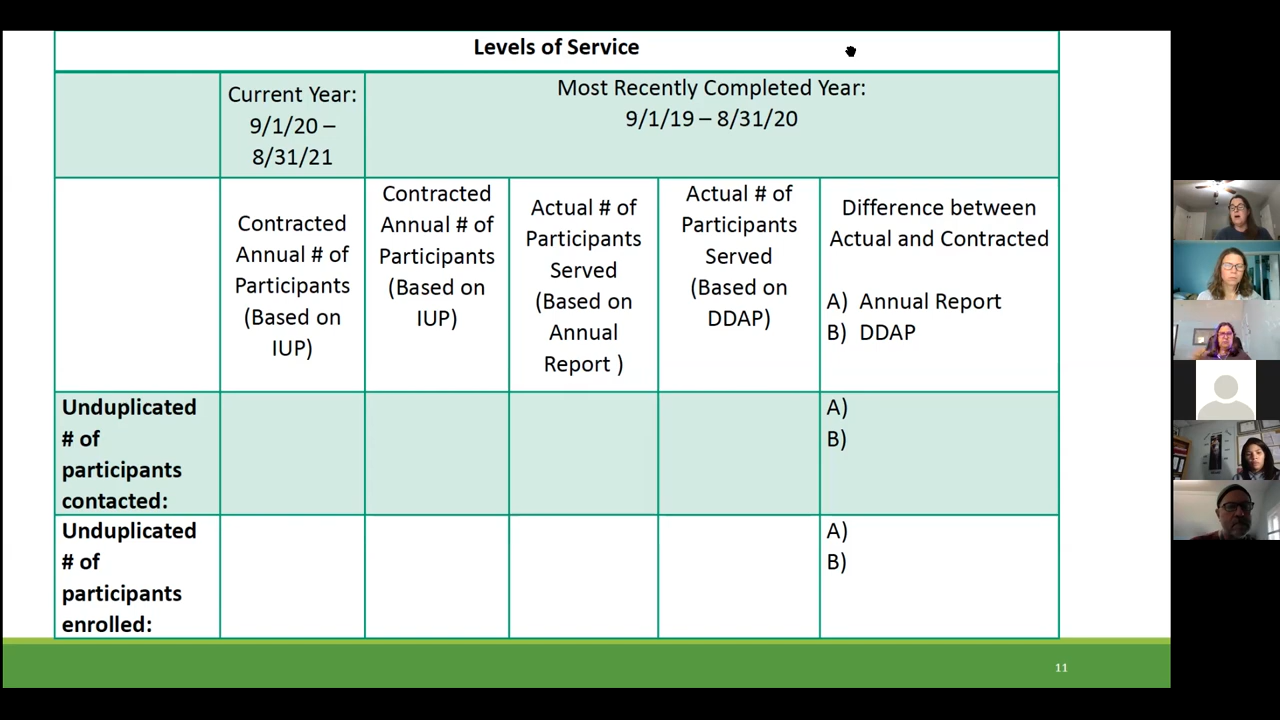 Levels of Service
Current Year:
9/1/20 –
8/31/21
Most Recently Completed Year:
9/1/19 – 8/31/20
Contracted
Annual # of
Participants
(Based on
IUP)
Contracted
Annual # of
Participants
(Based on
IUP)
Actual # of
Participants
Served
(Based on
Annual
Report )
Actual # of
Participants
Served
(Based on
DDAP)
Difference between
Actual and Contracted
A) Annual Report
B) DDAP
Unduplicated
# of
participants
contacted:
A)
B)
Unduplicated
# of
participants
enrolled:
A)
B)
11